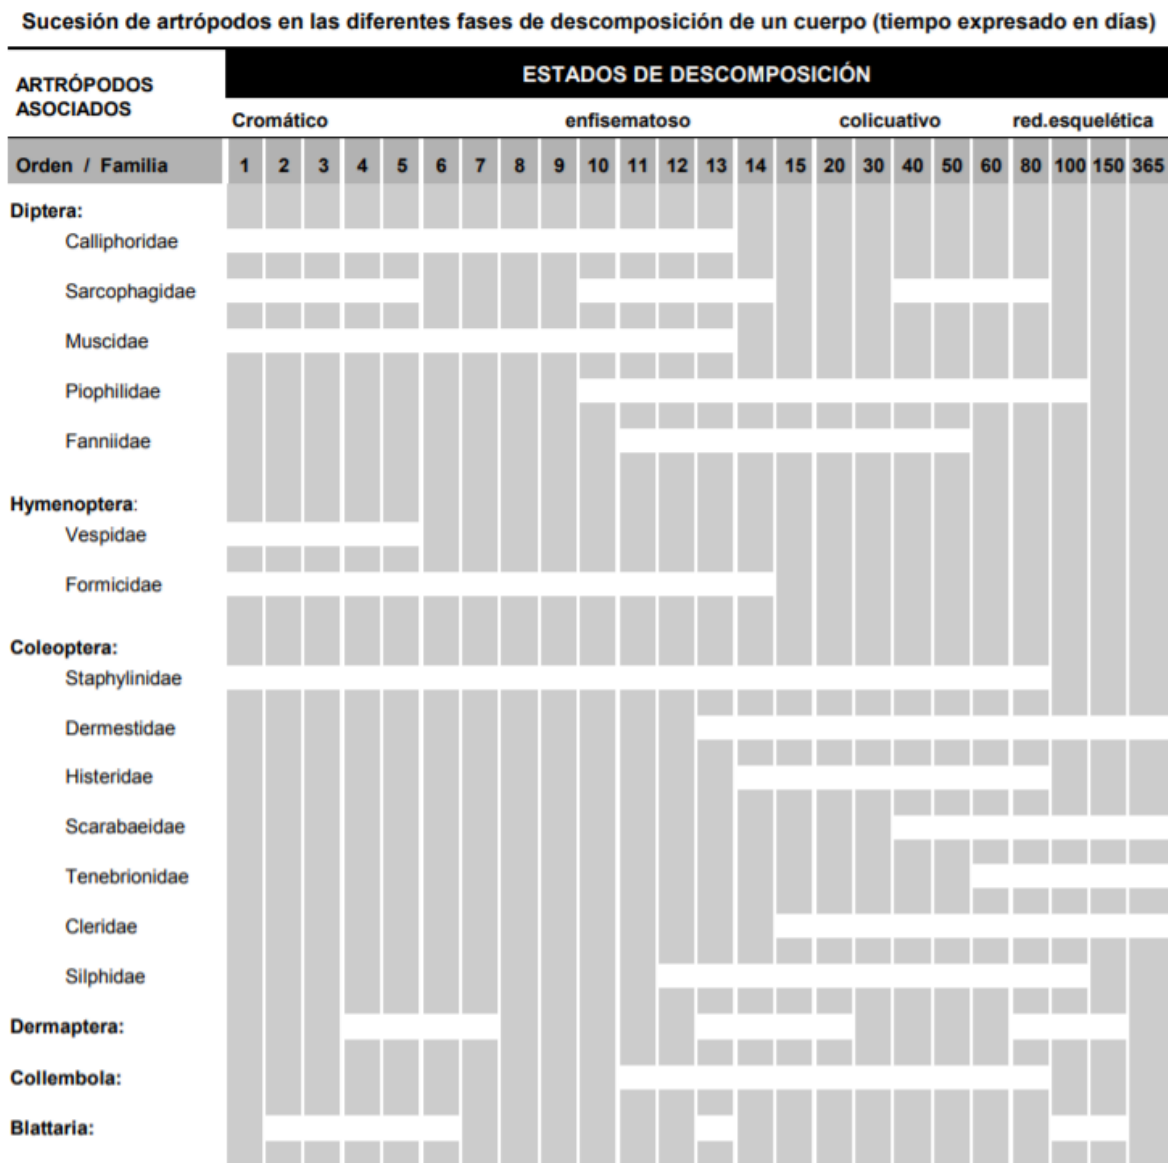 Sucesión de artrópodos en las diferentes fases de descomposición de un cuerpo (tiempo expresado en días)
ARTRÓPODOS
ASOCIADOS
ESTADOS DE DESCOMPOSICIÓN
Cromático enfisematoso colicuativo red.esquelética
Orden / Familia 1 2 3 4 5 6 7 8 9 10 11 12 13 14 15 20 30 40 50 60 80 100 150 365
Diptera:
Calliphoridae
Sarcophagidae
Muscidae
Piophilidae
Fanniidae
Hymenoptera:
Vespidae
Formicidae
Coleoptera:
Staphylinidae
Dermestidae
Histeridae
Scarabaeidae
Tenebrionidae
Cleridae
Silphidae
Dermaptera:
Collembola:
Blattaria: